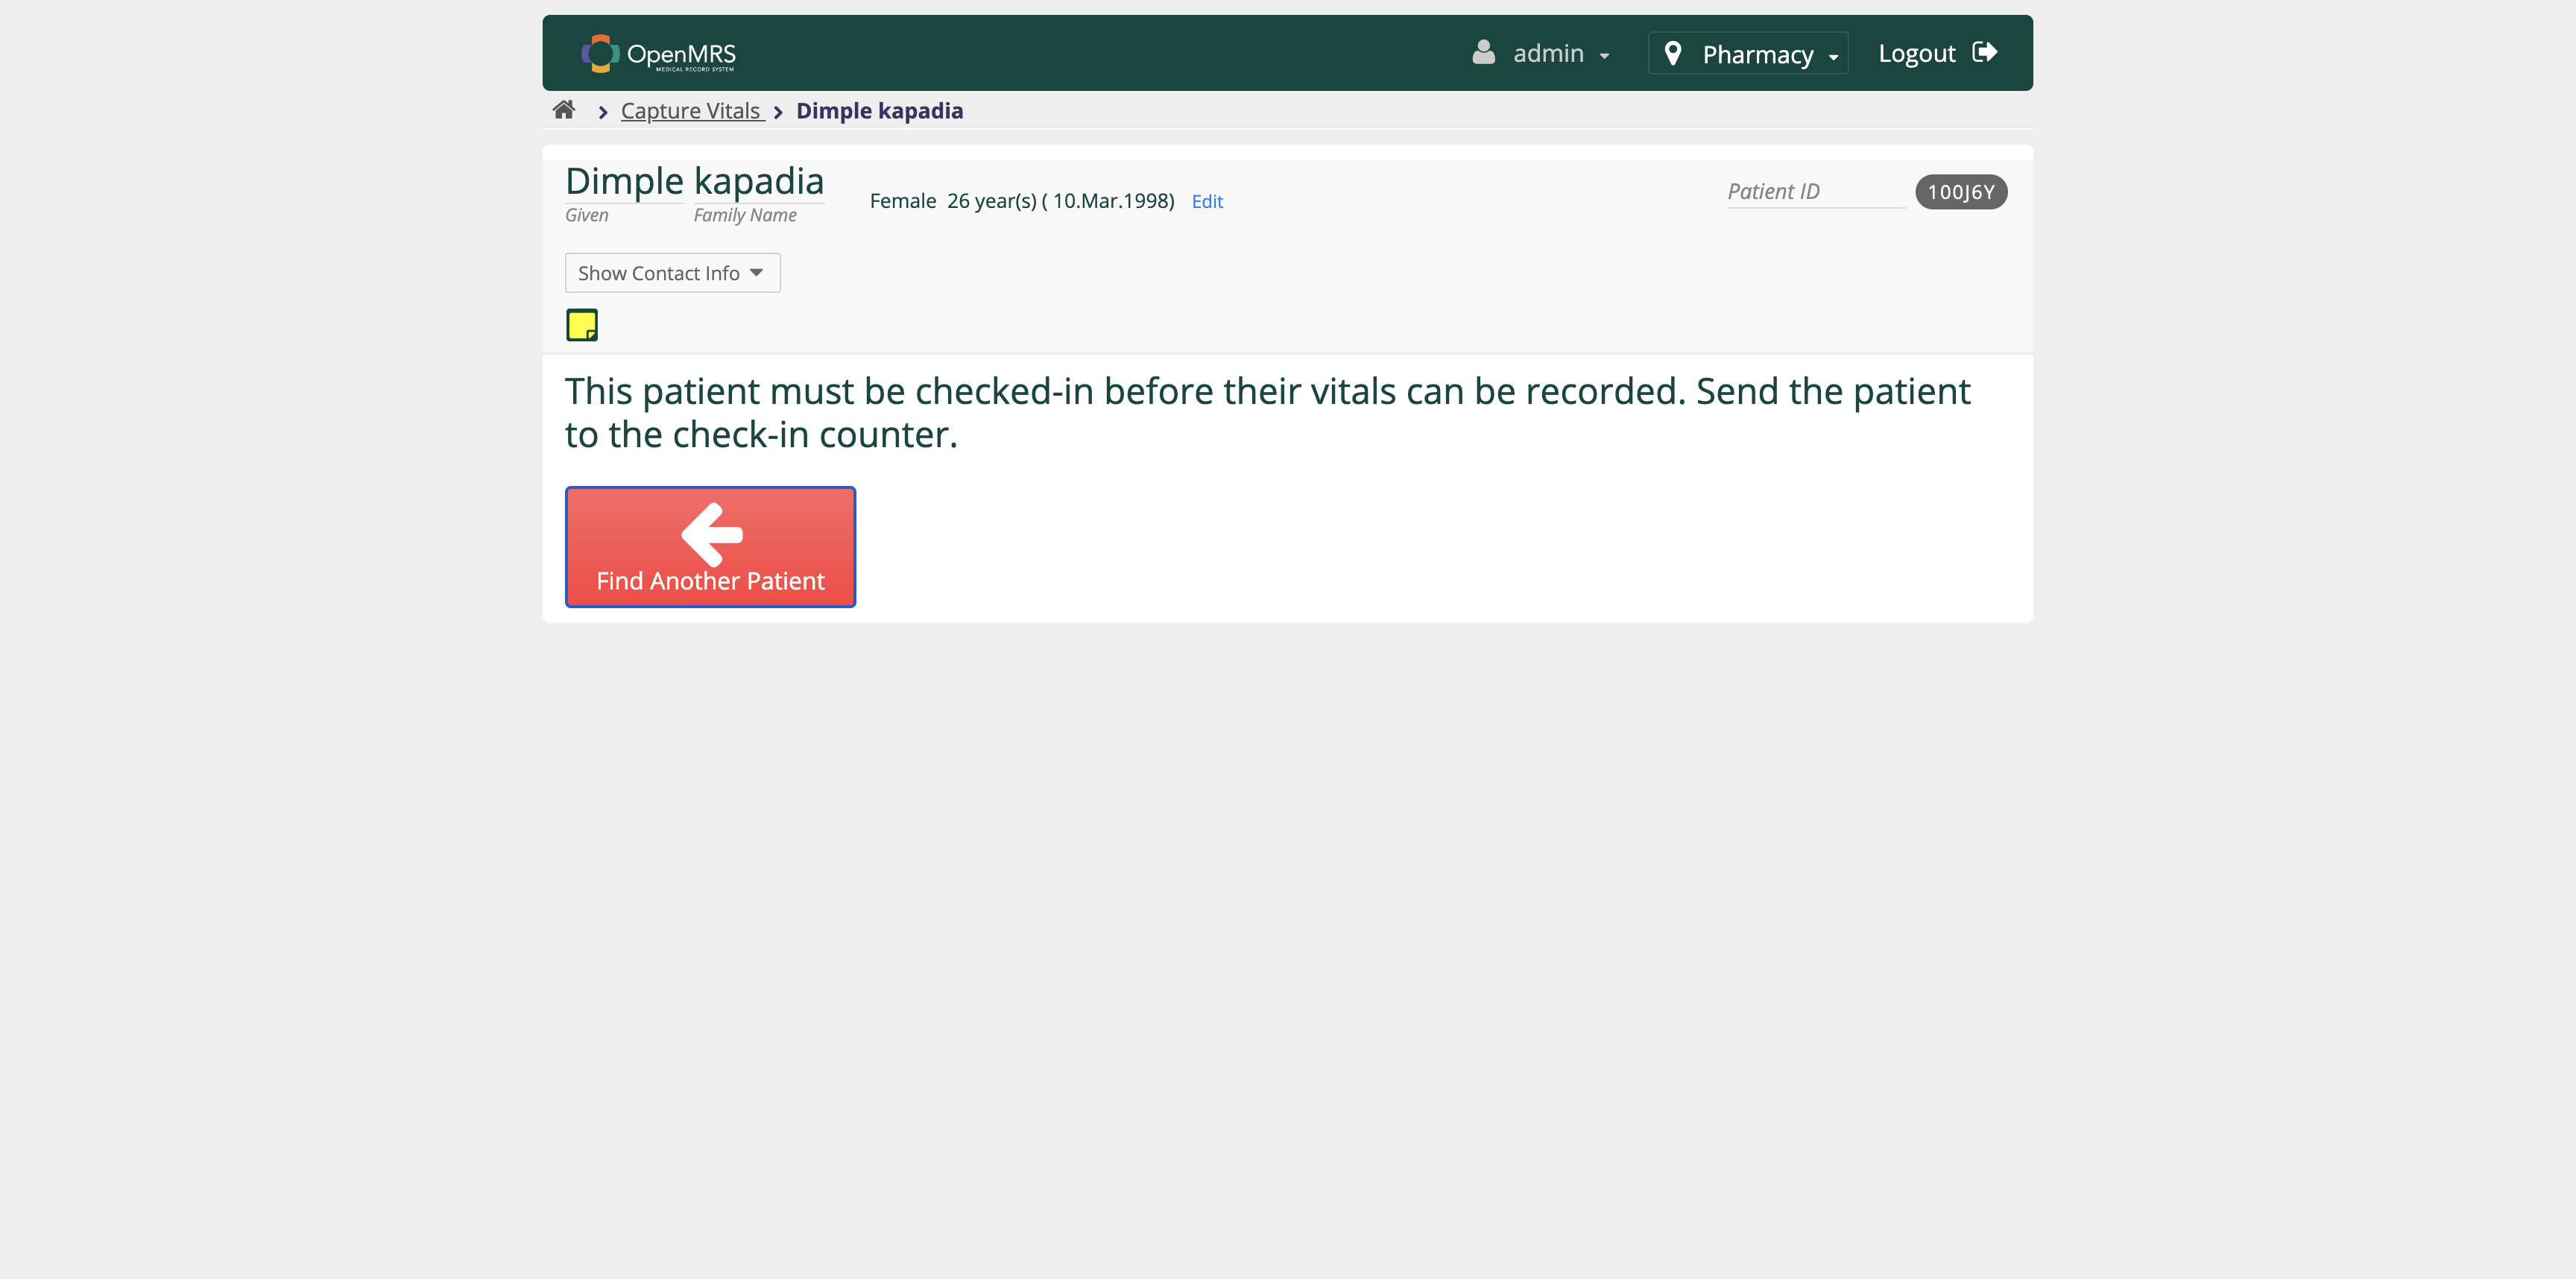 OpenMRS
MEDICAL RECORD SYSTEM
admin
Pharmacy
Logout
Capture Vitals
Dimple kapadia
Dimple kapadia
Given Family Name
Female 26 year(s) ( 10.Mar.1998) Edit
Patient ID 100J6Y
Show Contact Info
This patient must be checked-in before their vitals can be recorded. Send the patient
to the check-in counter.
Find Another Patient